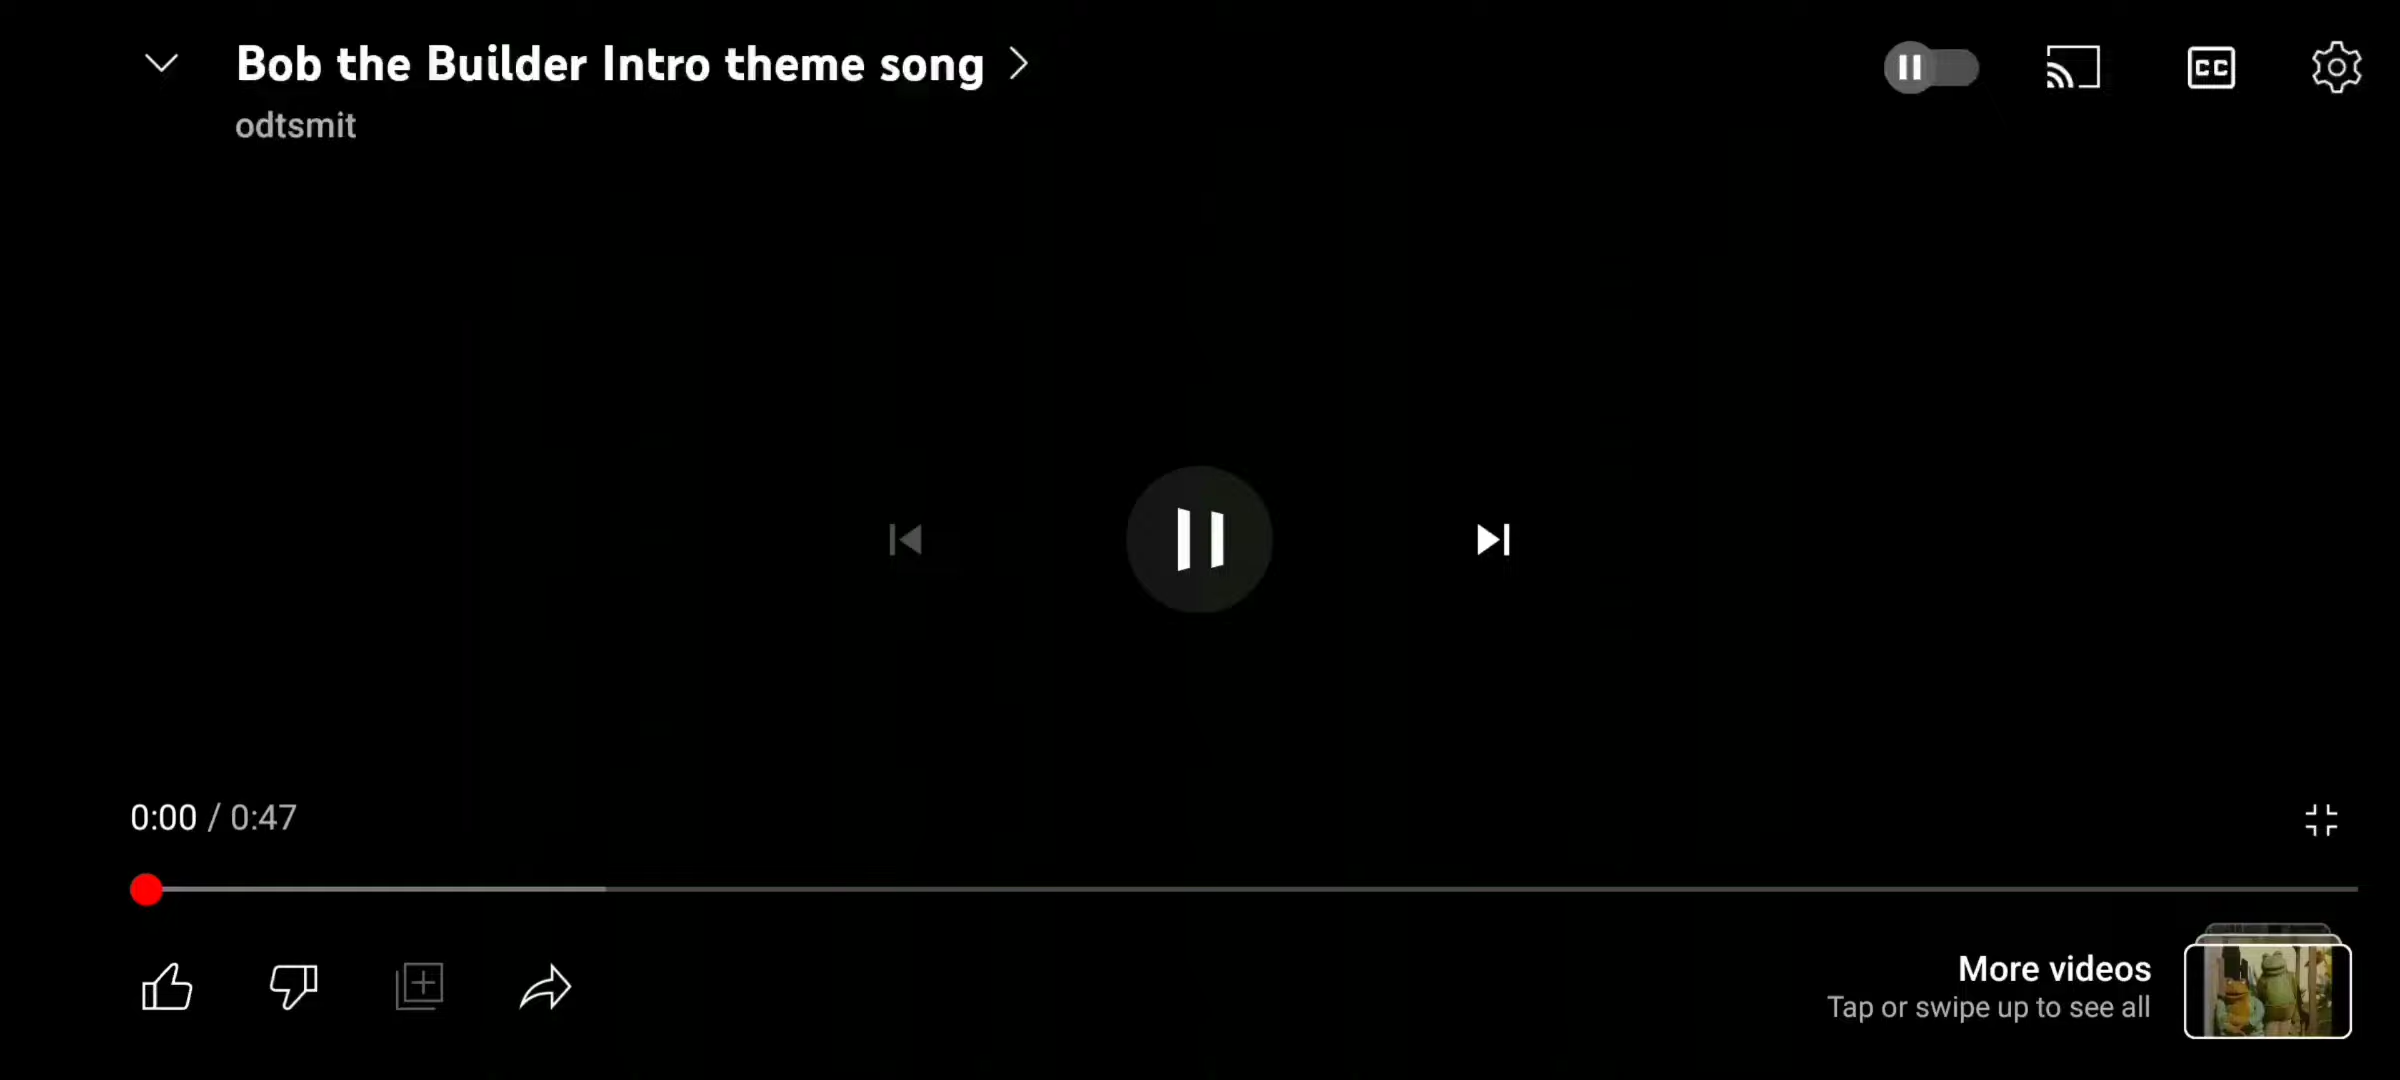 Bob the Builder Intro theme song
odtsmit
CC
0:00 / 0:47
More videos
Tap or swipe up to see all